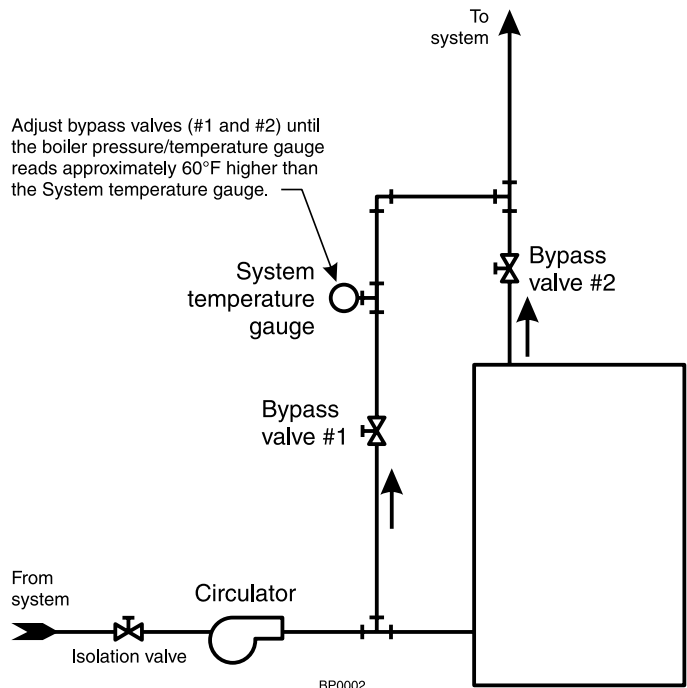 To
system
Adjust bypass valves (#1 and #2) until
the boiler pressure/temperature gauge
reads approximately 60°F higher than
the System temperature gauge.
System
temperature
gauge
Bypass
valve #2
Bypass
valve #1
From
system
Circulator
Isolation valve
BP0002